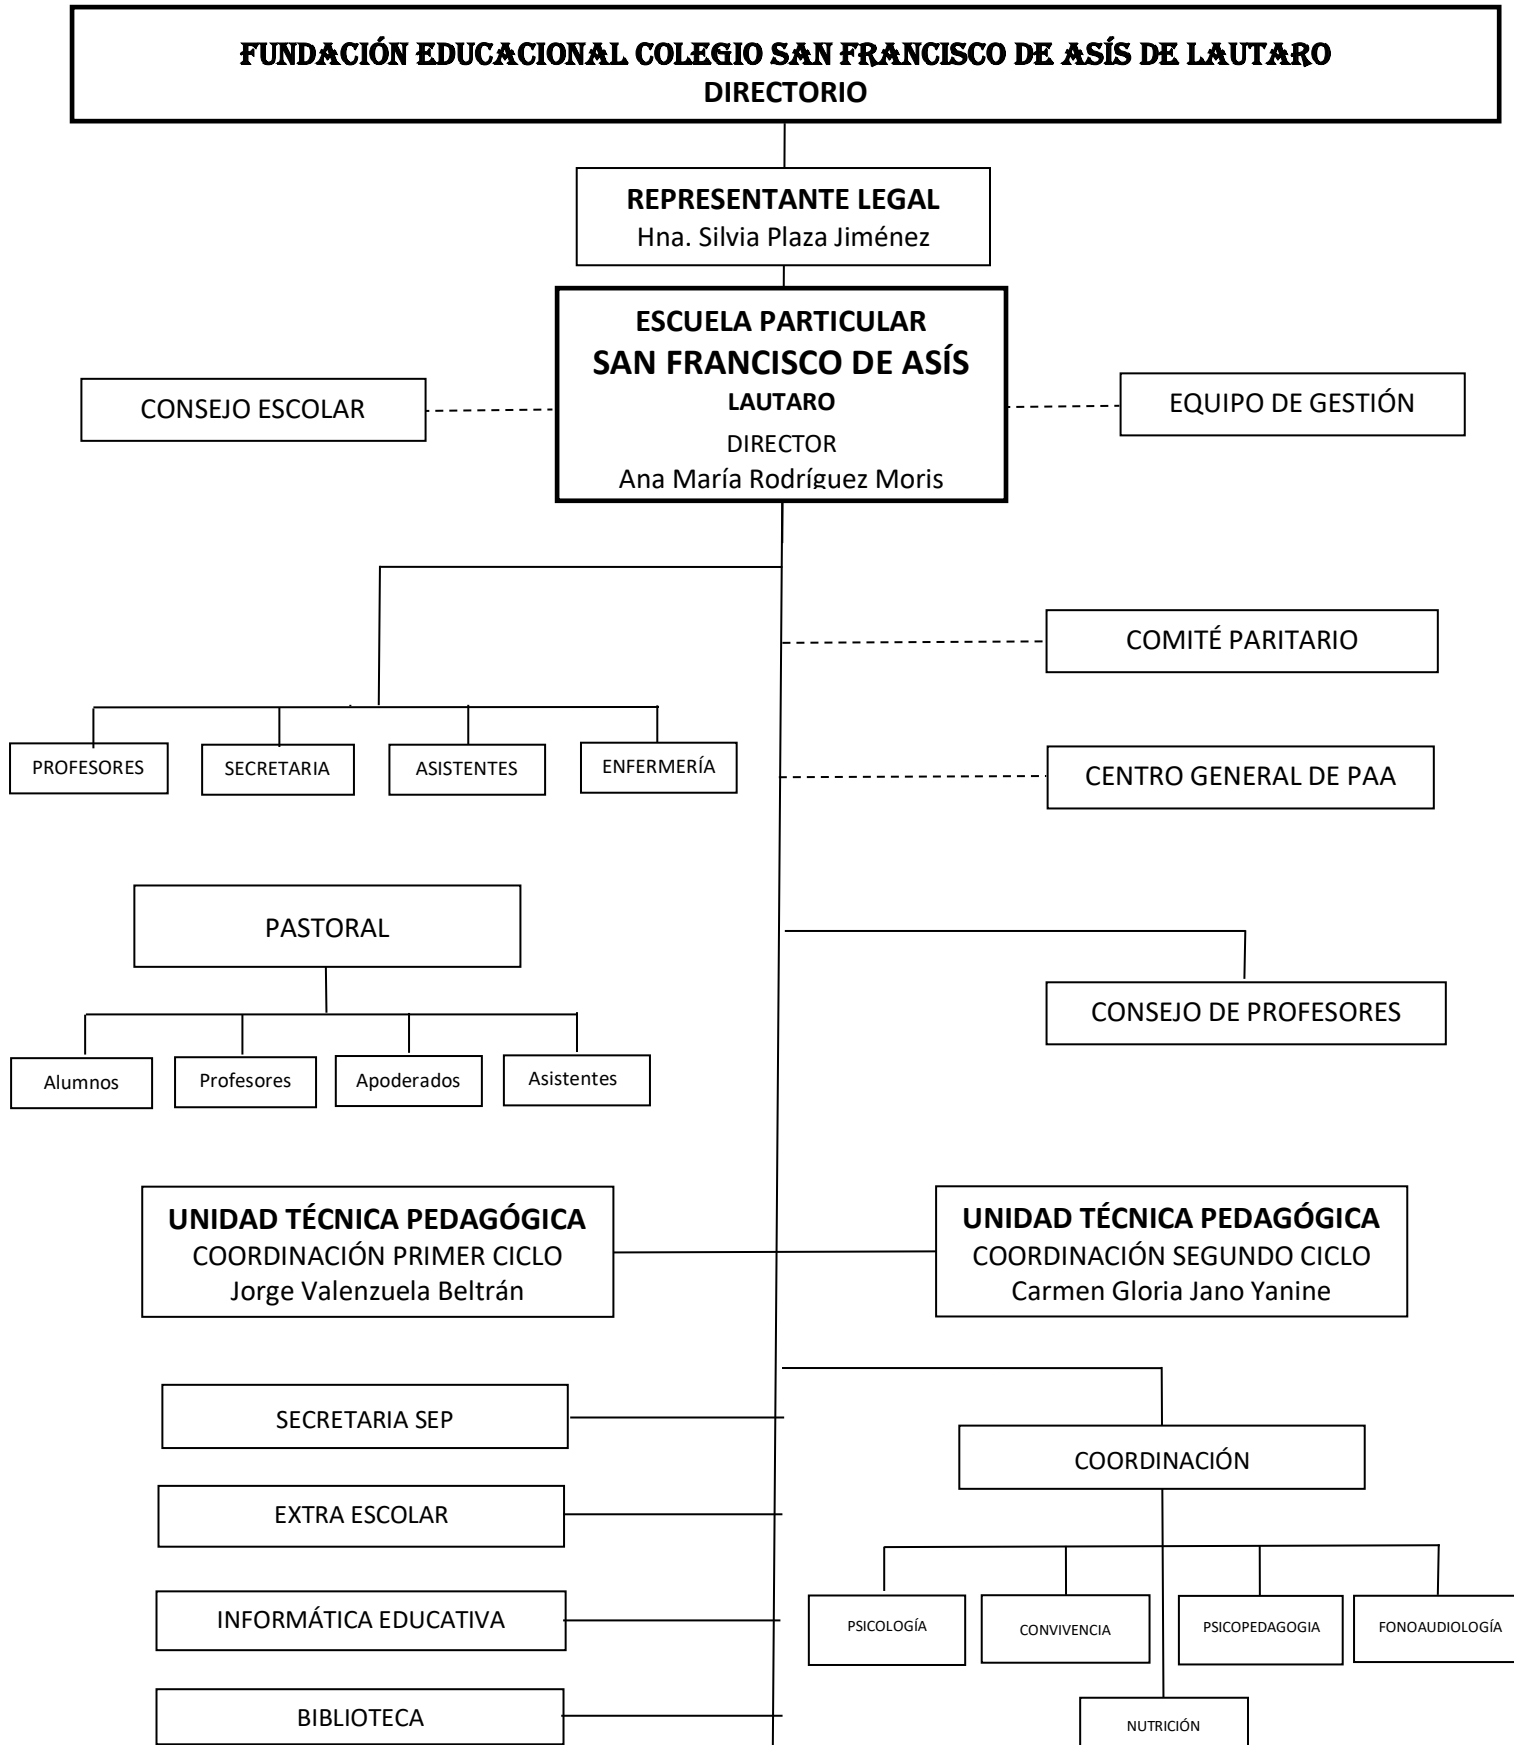 FUNDACIÓN EDUCACIONAL COLEGIO SAN FRANCISCO DE ASÍS DE LAUTARO
DIRECTORIO
REPRESENTANTE LEGAL
Hna. Silvia Plaza Jiménez
ESCUELA PARTICULAR
SAN FRANCISCO DE ASÍS
LAUTARO
DIRECTOR
Ana María Rodríguez Moris
CONSEJO ESCOLAR
EQUIPO DE GESTIÓN
COMITÉ PARITARIO
PROFESORES
SECRETARIA
ASISTENTES
ENFERMERÍA
CENTRO GENERAL DE PAA
PASTORAL
CONSEJO DE PROFESORES
Alumnos
Profesores
Apoderados
Asistentes
UNIDAD TÉCNICA PEDAGÓGICA
COORDINACIÓN PRIMER CICLO
Jorge Valenzuela Beltrán
UNIDAD TÉCNICA PEDAGÓGICA
COORDINACIÓN SEGUNDO CICLO
Carmen Gloria Jano Yanine
SECRETARIA SEP
COORDINACIÓN
EXTRA ESCOLAR
INFORMÁTICA EDUCATIVA
PSICOLOGÍA
CONVIVENCIA
PSICOPEDAGOGIA
FONOAUDIOLOGÍA
BIBLIOTECA
NUTRICIÓN